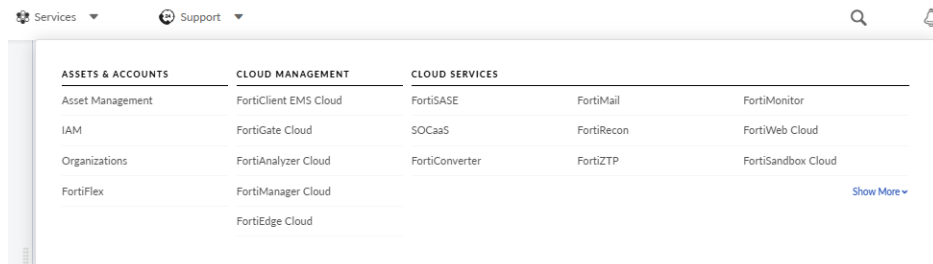 Services Support
ASSETS & ACCOUNTS CLOUD MANAGEMENT CLOUD SERVICES
Asset Management FortiClient EMS Cloud FortiSASE FortiMail FortiMonitor
IAM FortiGate Cloud SOCaaS FortiRecon FortiWeb Cloud
Organizations FortiAnalyzer Cloud FortiConverter FortiZTP FortiSandbox Cloud
FortiFlex FortiManager Cloud Show More
FortiEdge Cloud